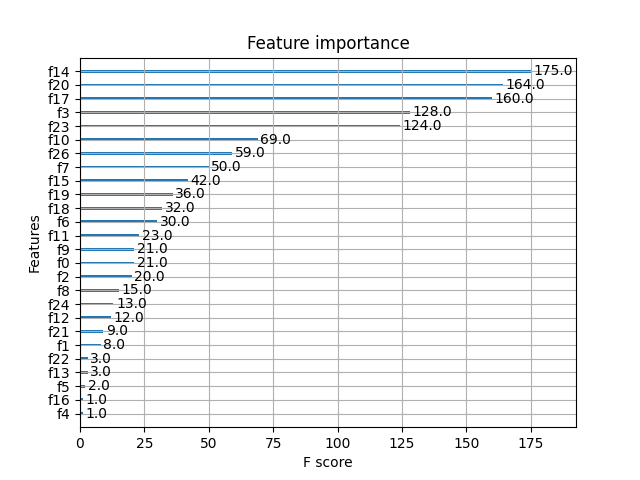 Feature importance
Features
f14 175.0
f20 164.0
f17 160.0
f3 128.0
f23 124.0
f10 69.0
f26 59.0
f7 50.0
f15 42.0
f19 36.0
f18 32.0
f6 30.0
f11 23.0
f9 21.0
f0 21.0
f2 20.0
f8 15.0
f24 13.0
f12 12.0
f21 9.0
f1 8.0
f22 3.0
f13 3.0
f5 2.0
f16 1.0
f4 1.0
0 25 50 75 100 125 150 175
F score